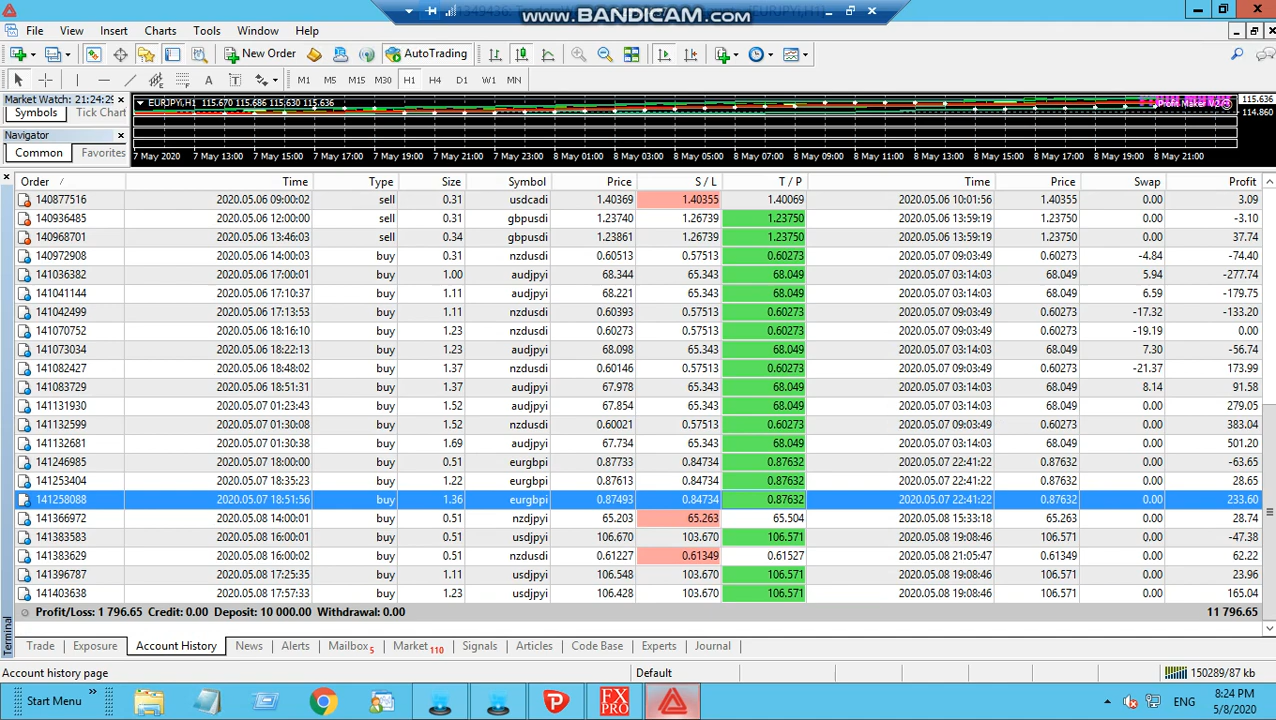 www.BANDICAM.com
File View Insert Charts Tools Window Help
New Order AutoTrading
A T M1 M5 M15 M30 H1 H4 D1 W1 MN
Market Watch: 21:24:29
Symbols Tick Chart
Navigator
Common Favorites
EURJPYi,H1 115.670 115.686 115.630 115.636
115.636
114.860
7 May 2020 7 May 13:00 7 May 15:00 7 May 17:00 7 May 19:00 7 May 21:00 7 May 23:00 8 May 01:00 8 May 03:00 8 May 05:00 8 May 07:00 8 May 09:00 8 May 11:00 8 May 13:00 8 May 15:00 8 May 17:00 8 May 19:00 8 May 21:00
Order / Time Type Size Symbol Price S / L T / P Time Price Swap Profit
140877516 2020.05.06 09:00:02 sell 0.31 usdcadi 1.40369 1.40355 1.40069 2020.05.06 10:01:56 1.40355 0.00 3.09
140936485 2020.05.06 12:00:00 sell 0.31 gbpusdi 1.23740 1.26739 1.23750 2020.05.06 13:59:19 1.23750 0.00 -3.10
140968701 2020.05.06 13:46:03 sell 0.34 gbpusdi 1.23861 1.26739 1.23750 2020.05.06 13:59:19 1.23750 0.00 37.74
140972908 2020.05.06 14:00:03 buy 0.31 nzdusdi 0.60513 0.57513 0.60273 2020.05.07 09:03:49 0.60273 -4.84 -74.40
141036382 2020.05.06 17:00:01 buy 1.00 audjpyi 68.344 65.343 68.049 2020.05.07 03:14:03 68.049 5.94 -277.74
141041144 2020.05.06 17:10:37 buy 1.11 audjpyi 68.221 65.343 68.049 2020.05.07 03:14:03 68.049 6.59 -179.75
141042499 2020.05.06 17:13:53 buy 1.11 nzdusdi 0.60393 0.57513 0.60273 2020.05.07 09:03:49 0.60273 -17.32 -133.20
141070752 2020.05.06 18:16:10 buy 1.23 nzdusdi 0.60273 0.57513 0.60273 2020.05.07 09:03:49 0.60273 -19.19 0.00
141073034 2020.05.06 18:22:13 buy 1.23 audjpyi 68.098 65.343 68.049 2020.05.07 03:14:03 68.049 7.30 -56.74
141082427 2020.05.06 18:48:02 buy 1.37 nzdusdi 0.60146 0.57513 0.60273 2020.05.07 09:03:49 0.60273 -21.37 173.99
141083729 2020.05.06 18:51:31 buy 1.37 audjpyi 67.978 65.343 68.049 2020.05.07 03:14:03 68.049 8.14 91.58
141131930 2020.05.07 01:23:43 buy 1.52 audjpyi 67.854 65.343 68.049 2020.05.07 03:14:03 68.049 0.00 279.05
141132599 2020.05.07 01:30:08 buy 1.52 nzdusdi 0.60021 0.57513 0.60273 2020.05.07 09:03:49 0.60273 0.00 383.04
141132681 2020.05.07 01:30:38 buy 1.69 audjpyi 67.734 65.343 68.049 2020.05.07 03:14:03 68.049 0.00 501.20
141246985 2020.05.07 18:00:00 buy 0.51 eurgbpi 0.87733 0.84734 0.87632 2020.05.07 22:41:22 0.87632 0.00 -63.65
141253404 2020.05.07 18:35:23 buy 1.22 eurgbpi 0.87613 0.84734 0.87632 2020.05.07 22:41:22 0.87632 0.00 28.65
141258088 2020.05.07 18:51:56 buy 1.36 eurgbpi 0.87493 0.84734 0.87632 2020.05.07 22:41:22 0.87632 0.00 233.60
141366972 2020.05.08 14:00:01 buy 0.51 nzdjpyi 65.203 65.263 65.504 2020.05.08 15:33:18 65.263 0.00 28.74
141383583 2020.05.08 16:00:01 buy 0.51 usdjpyi 106.670 103.670 106.571 2020.05.08 19:08:46 106.571 0.00 -47.38
141383629 2020.05.08 16:00:02 buy 0.51 nzdusdi 0.61227 0.61349 0.61527 2020.05.08 21:05:47 0.61349 0.00 62.22
141396787 2020.05.08 17:25:35 buy 1.11 usdjpyi 106.548 103.670 106.571 2020.05.08 19:08:46 106.571 0.00 23.96
141403638 2020.05.08 17:57:33 buy 1.23 usdjpyi 106.428 103.670 106.571 2020.05.08 19:08:46 106.571 0.00 165.04
Profit/Loss: 1 796.65 Credit: 0.00 Deposit: 10 000.00 Withdrawal: 0.00 11 796.65
Terminal
Trade Exposure Account History News Alerts Mailbox 5 Market 110 Signals Articles Code Base Experts Journal
Account history page Default 150289/87 kb
Start Menu FX PRO ENG 8:24 PM
5/8/2020